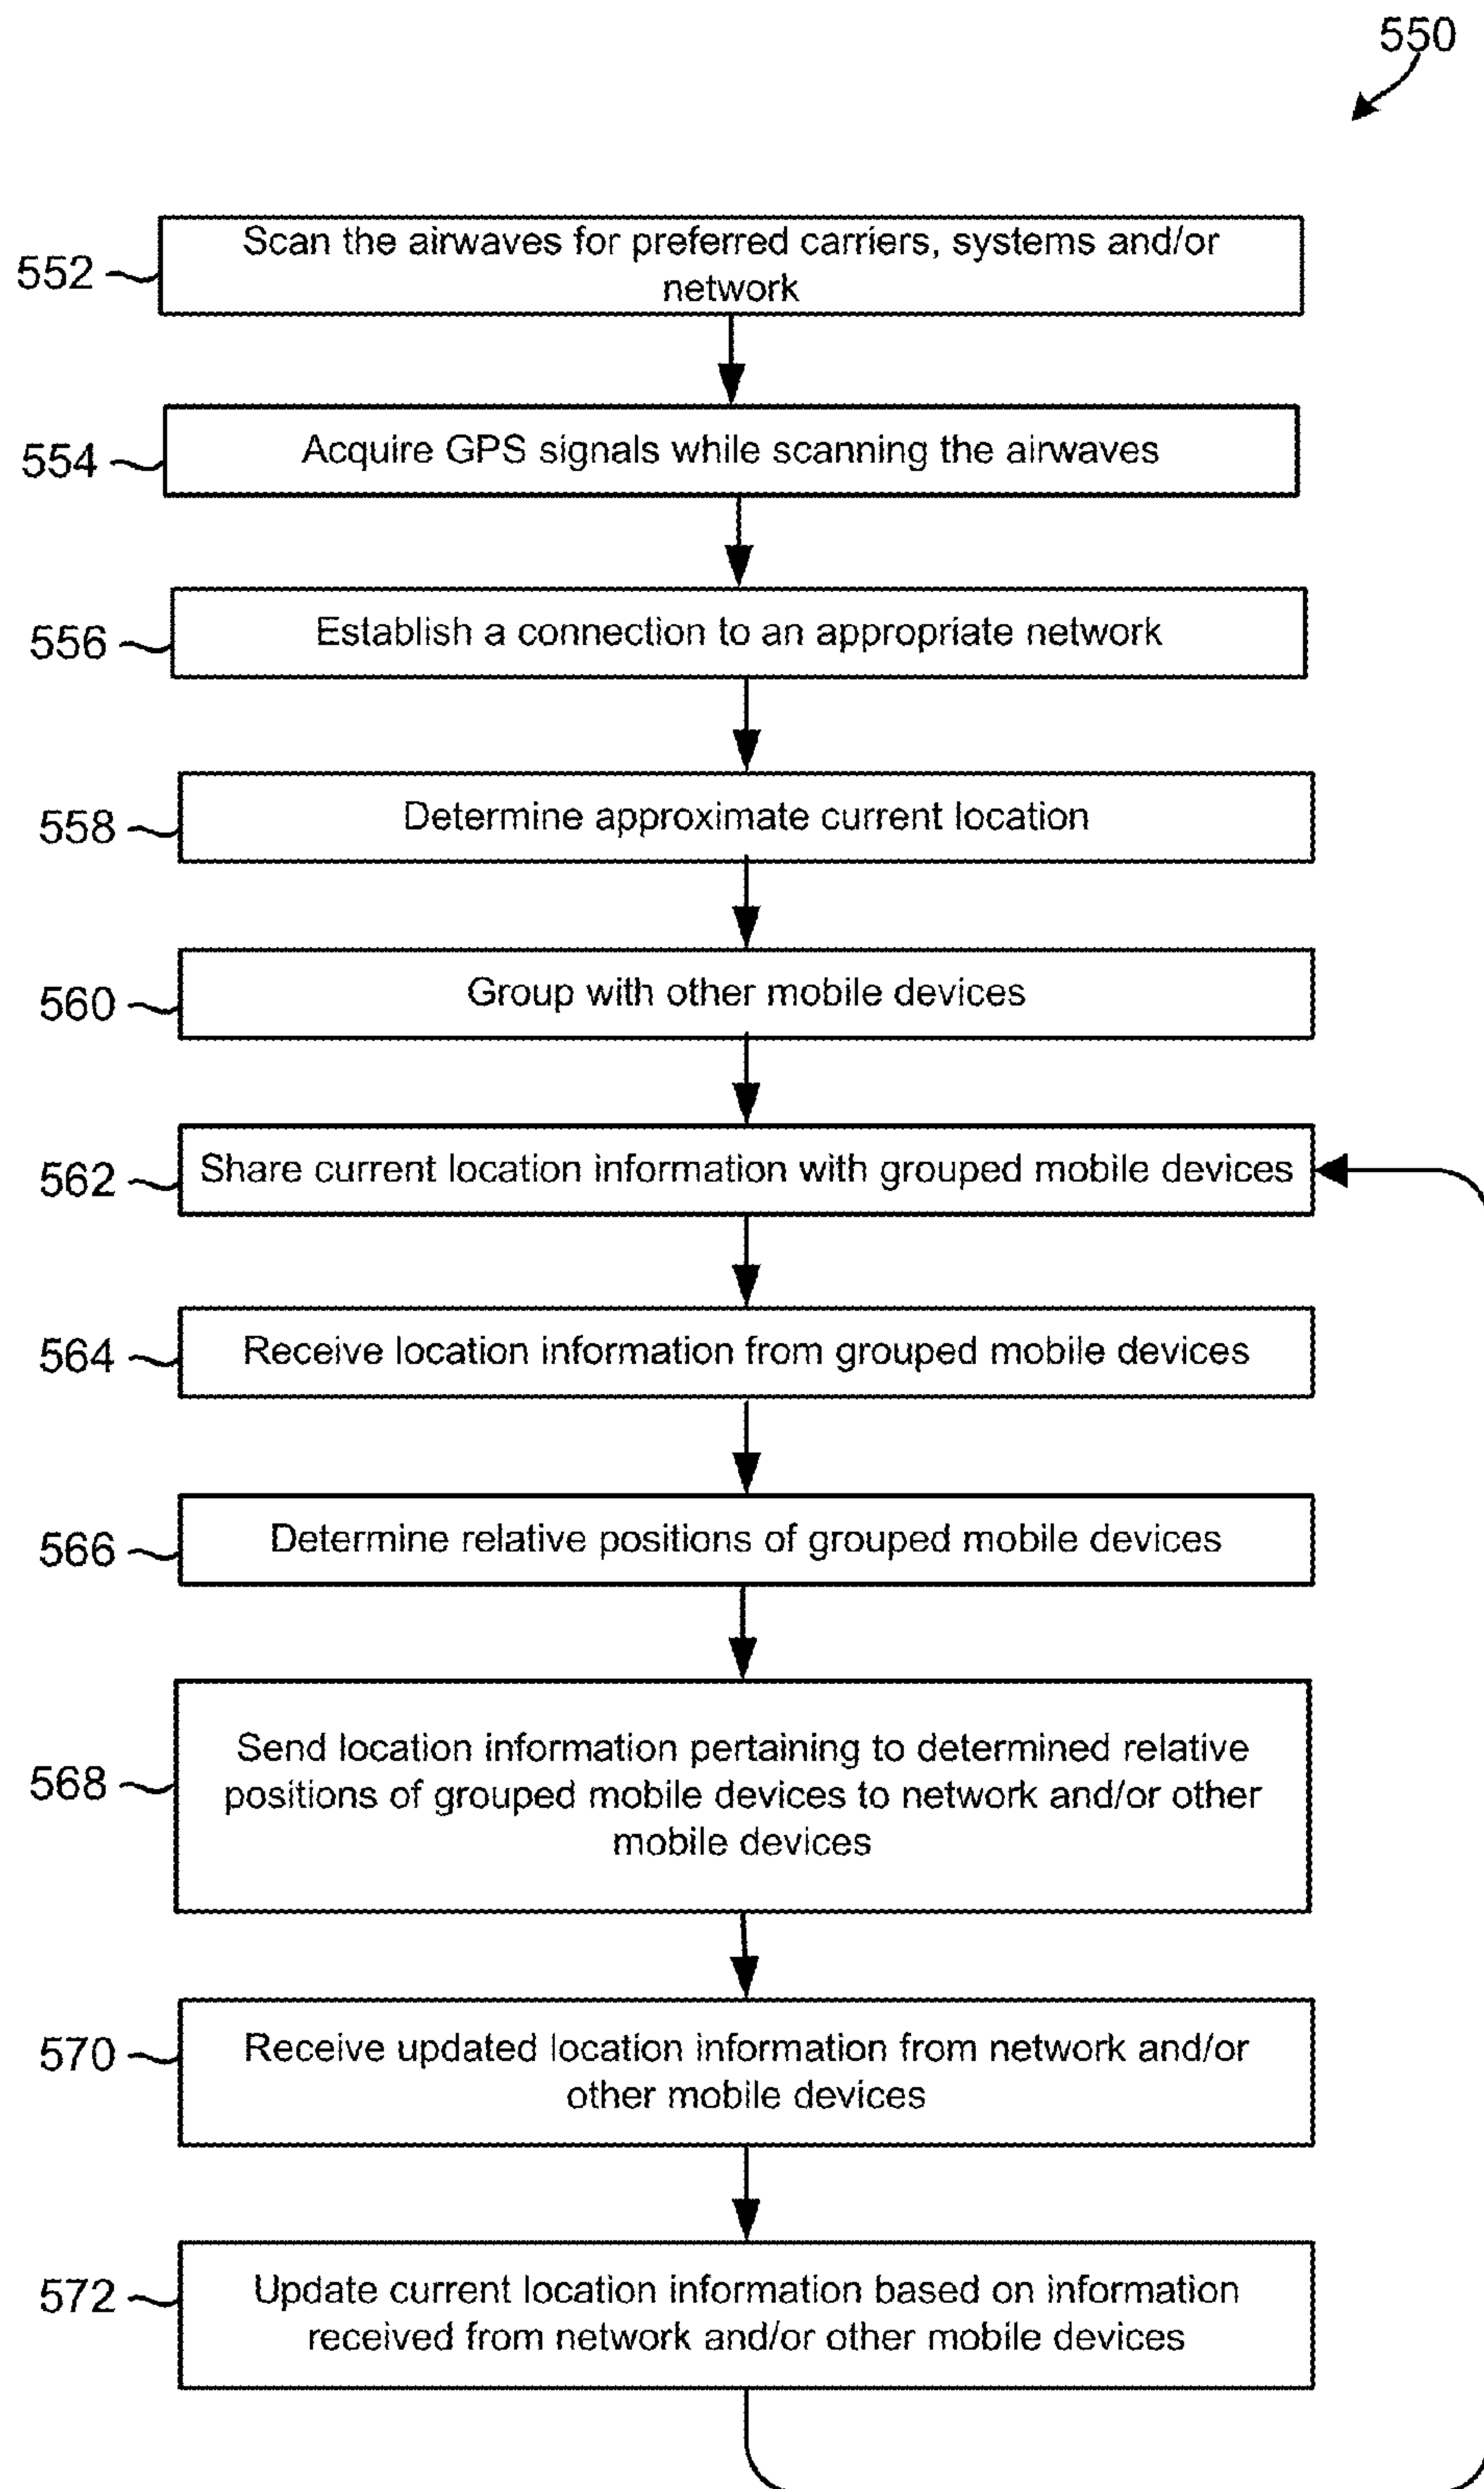 550
552
Scan the airwaves for preferred carriers, systems and/or
network
554
Acquire GPS signals while scanning the airwaves
556
Establish a connection to an appropriate network
558
Determine approximate current location
560
Group with other mobile devices
562
Share current location information with grouped mobile devices
564
Receive location information from grouped mobile devices
566
Determine relative positions of grouped mobile devices
568
Send location information pertaining to determined relative
positions of grouped mobile devices to network and/or other
mobile devices
570
Receive updated location information from network and/or
other mobile devices
572
Update current location information based on information
received from network and/or other mobile devices